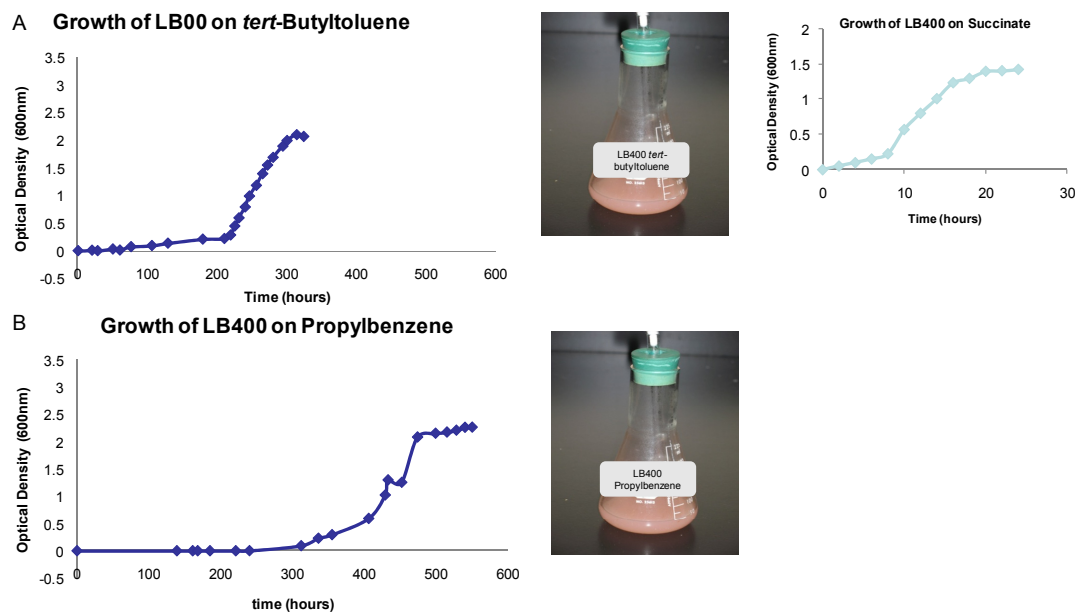 A
Growth of LB00 on tert-Butyltoluene
Optical Density (600nm)
3.5
3
2.5
2
1.5
1
0.5
0
-0.5
0 100 200 300 400 500 600
Time (hours)
LB400 tert-
butyltoluene
Growth of LB400 on Succinate
Optical Density (600nm)
2
1.5
1
0.5
0
0 10 20 30
Time (hours)
B
Growth of LB400 on Propylbenzene
Optical Density (600nm)
3.5
3
2.5
2
1.5
1
0.5
0
-0.5
0 100 200 300 400 500 600
time (hours)
LB400
Propylbenzene